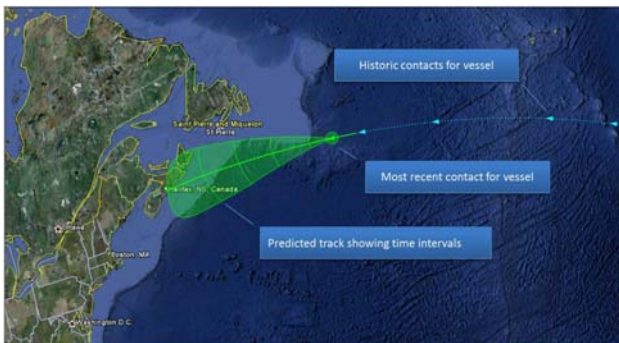 Historic contacts for vessel
Saint Pierre and Miquelon
St Pierre
Most recent contact for vessel
Halifax, NS, Canada
Predicted track showing time intervals
Boston, MA
Washington D.C.